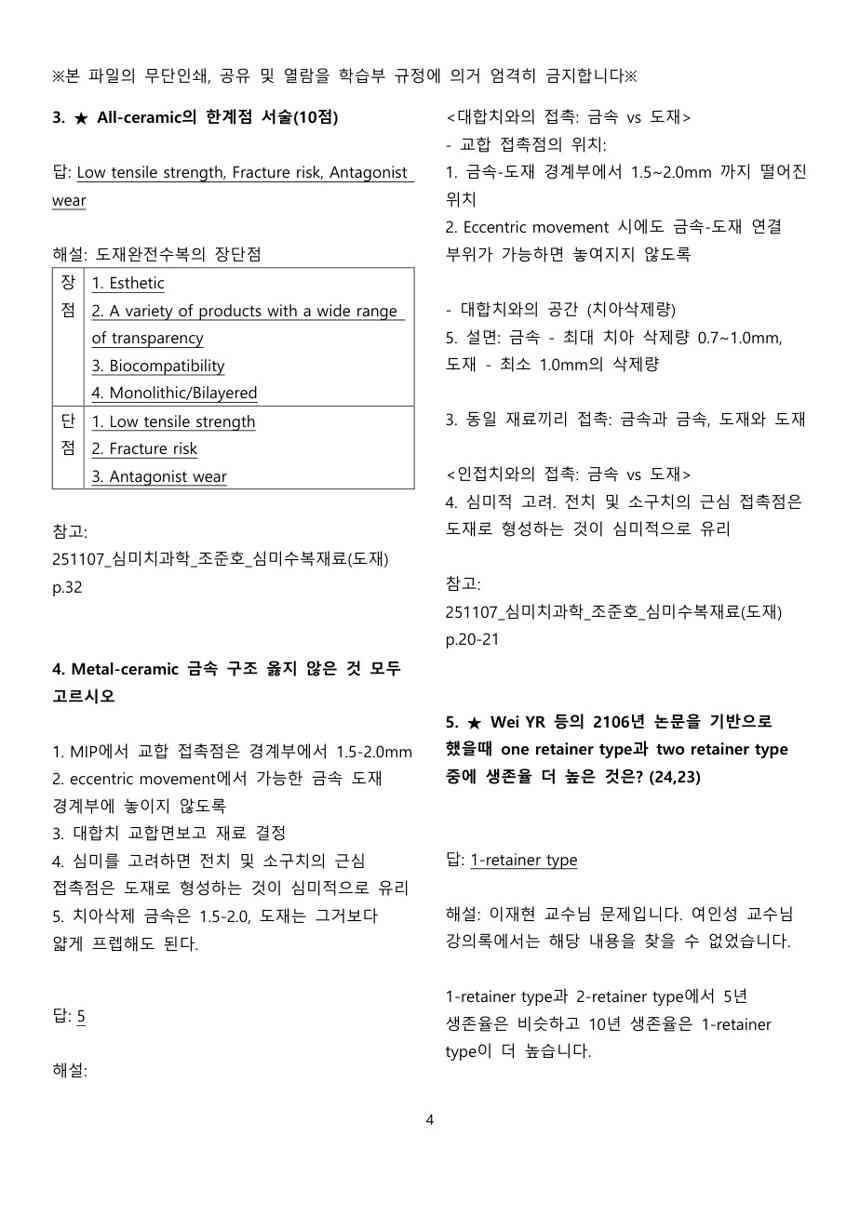 ※본 파일의 무단인쇄, 공유 및 열람을 학습부 규정에 의거 엄격히 금지합니다※
3. ★ All-ceramic의 한계점 서술(10점)
답: Low tensile strength, Fracture risk, Antagonist
wear
해설: 도재완전수복의 장단점
장 1. Esthetic
점 2. A variety of products with a wide range
of transparency
3. Biocompatibility
4. Monolithic/Bilayered
단 1. Low tensile strength
점 2. Fracture risk
3. Antagonist wear
참고:
251107_심미치과학_조준호_심미수복재료(도재)
p.32
4. Metal-ceramic 금속 구조 옳지 않은 것 모두
고르시오
1. MIP에서 교합 접촉점은 경계부에서 1.5-2.0mm
2. eccentric movement에서 가능한 금속 도재
경계부에 놓이지 않도록
3. 대합치 교합면보고 재료 결정
4. 심미를 고려하면 전치 및 소구치의 근심
접촉점은 도재로 형성하는 것이 심미적으로 유리
5. 치아삭제 금속은 1.5-2.0, 도재는 그거보다
얇게 프렙해도 된다.
답: 5
해설:
<대합치와의 접촉: 금속 vs 도재>
- 교합 접촉점의 위치:
1. 금속-도재 경계부에서 1.5~2.0mm 까지 떨어진
위치
2. Eccentric movement 시에도 금속-도재 연결
부위가 가능하면 놓여지지 않도록
- 대합치와의 공간 (치아삭제량)
5. 설면: 금속 - 최대 치아 삭제량 0.7~1.0mm,
도재 - 최소 1.0mm의 삭제량
3. 동일 재료끼리 접촉: 금속과 금속, 도재와 도재
<인접치와의 접촉: 금속 vs 도재>
4. 심미적 고려. 전치 및 소구치의 근심 접촉점은
도재로 형성하는 것이 심미적으로 유리
참고:
251107_심미치과학_조준호_심미수복재료(도재)
p.20-21
5. ★ Wei YR 등의 2106년 논문을 기반으로
했을때 one retainer type과 two retainer type
중에 생존율 더 높은 것은? (24,23)
답: 1-retainer type
해설: 이재현 교수님 문제입니다. 여인성 교수님
강의록에서는 해당 내용을 찾을 수 없었습니다.
1-retainer type과 2-retainer type에서 5년
생존율은 비슷하고 10년 생존율은 1-retainer
type이 더 높습니다.
4